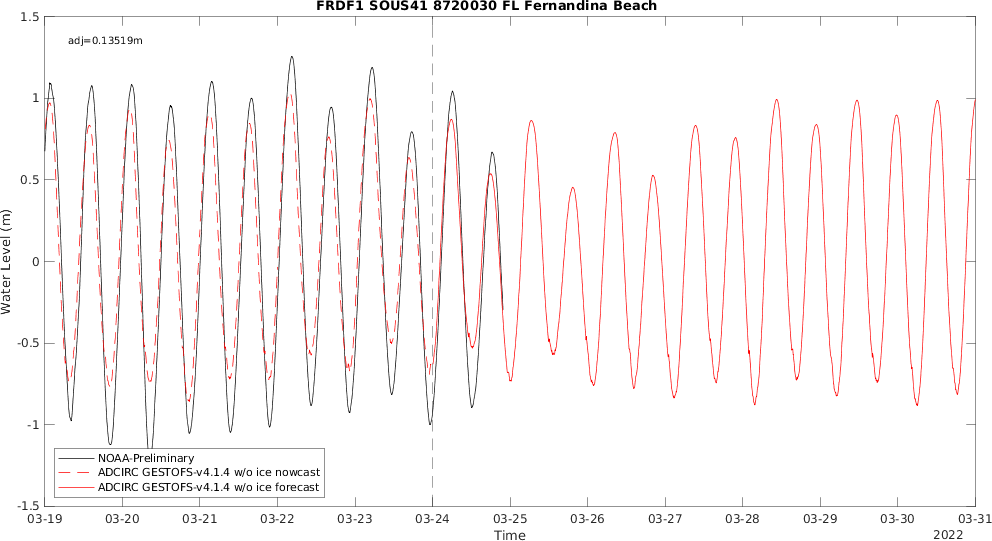 FRDF1 SOUS41 8720030 FL Fernandina Beach
adj=0.13519m
1.5
1
0.5
0
-0.5
-1
-1.5
Water Level (m)
NOAA-Preliminary
ADCIRC GESTOFS-v4.1.4 w/o ice nowcast
ADCIRC GESTOFS-v4.1.4 w/o ice forecast
03-19 03-20 03-21 03-22 03-23 03-24 03-25 03-26 03-27 03-28 03-29 03-30 03-31
Time
2022